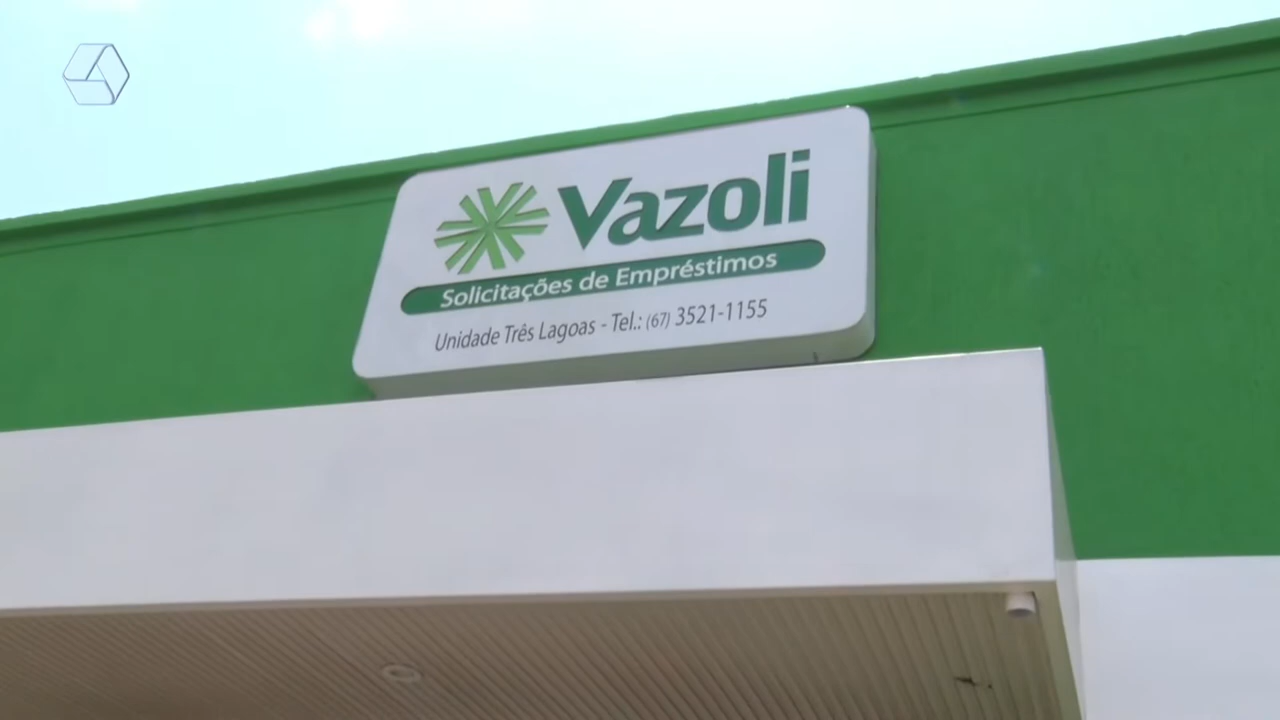 Vazoli
Solicitações de Empréstimos
Unidade Três Lagoas - Tel.: (67) 3521-1155